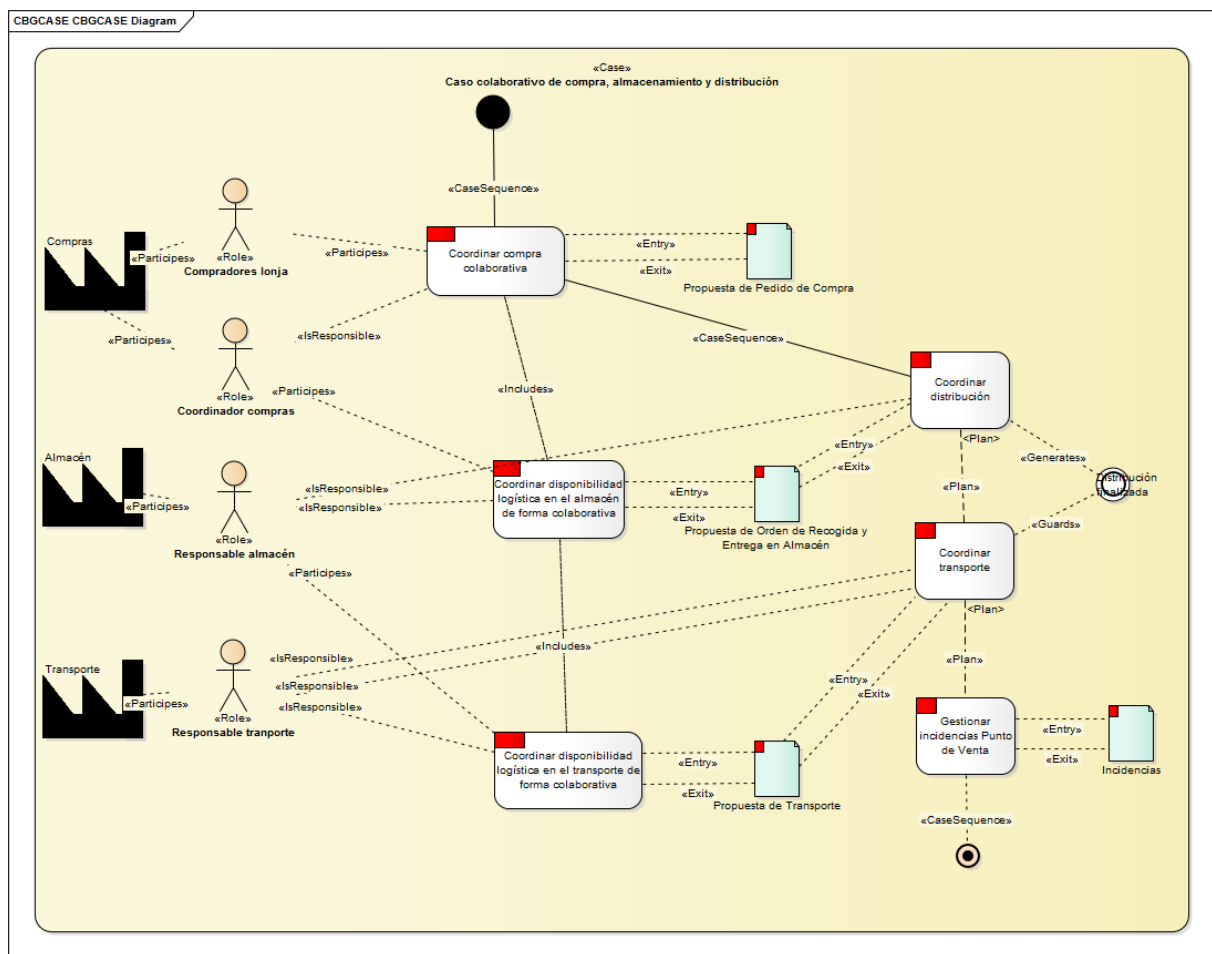 CBGCASE CBGCASE Diagram
«Case»
Caso colaborativo de compra, almacenamiento y distribución
«CaseSequence»
Compras
«Participes»
«Role»
Compradores lonja
«Participes»
Coordinar compra
colaborativa
«Entry»
«Exit»
Propuesta de Pedido de Compra
«Participes»
«IsResponsible»
«CaseSequence»
«Role»
Coordinador compras
«Participes»
«Includes»
Coordinar
distribución
<Plan>
«Entry»
«Exit»
«Generates»
Almacén
«Participes»
«Role»
Responsable almacén
«IsResponsible»
«IsResponsible»
Coordinar disponibilidad
logística en el almacén
de forma colaborativa
«Entry»
«Exit»
Propuesta de Orden de Recogida y
Entrega en Almacén
«Plan»
Distribución
finalizada
«Guards»
Coordinar
transporte
<Plan>
«Participes»
«Includes»
Transporte
«Participes»
«Role»
Responsable tranporte
«IsResponsible»
«IsResponsible»
«IsResponsible»
«Entry»
«Exit»
«Plan»
Coordinar disponibilidad
logística en el transporte de
forma colaborativa
«Entry»
«Exit»
Propuesta de Transporte
Gestionar
incidencias Punto
de Venta
«Entry»
«Exit»
Incidencias
«CaseSequence»